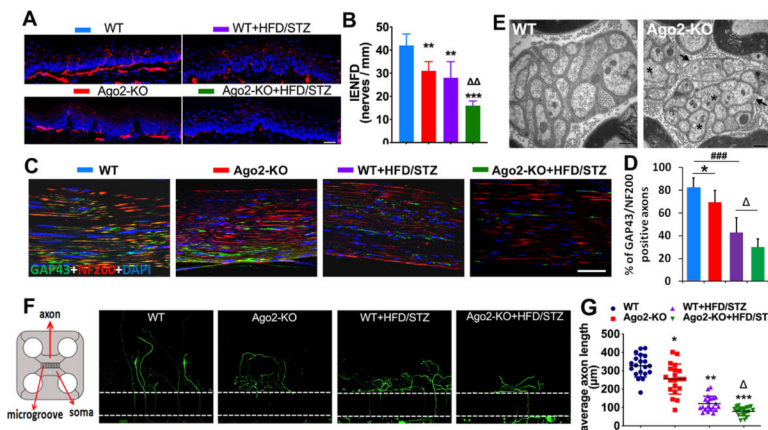 A
WT
WT+HFD/STZ
Ago2-KO
Ago2-KO+HFD/STZ
B
IENFD
(nerves / mm)
50
40
30
20
10
0
**
**
ΔΔ
***
E
WT
Ago2-KO
*
*
*
*
C
WT
Ago2-KO
WT+HFD/STZ
Ago2-KO+HFD/STZ
GAP43+NF200+DAPI
D
% of GAP43/NF200
positive axons
100
80
60
40
20
0
###
*
Δ
F
axon
microgroove
soma
WT
Ago2-KO
WT+HFD/STZ
Ago2-KO+HFD/STZ
G
WT
WT+HFD/STZ
Ago2-KO
Ago2-KO+HFD/STZ
average axon length
(μm)
500
400
300
200
100
0
*
**
Δ
***